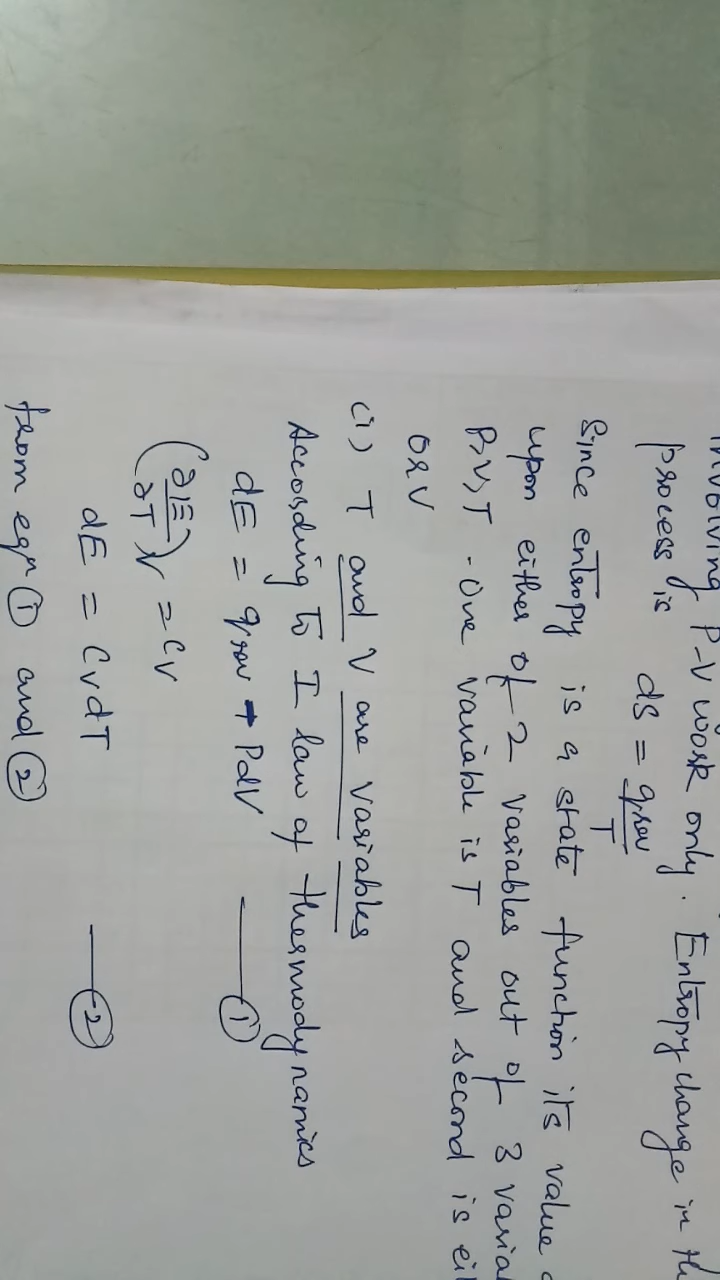 involving P-V work only. Entropy change in th
process is dS = qrev/T
Since entropy is a state function its value
upon either of 2 variables out of 3 varia
P,V,T. One variable is T and second is ei
or V
(i) T and V are variables
According to I law of thermodynamics
dE = qrev + PdV —①
(∂E/∂T)v = Cv
dE = CvdT —②
from eqn ① and ②